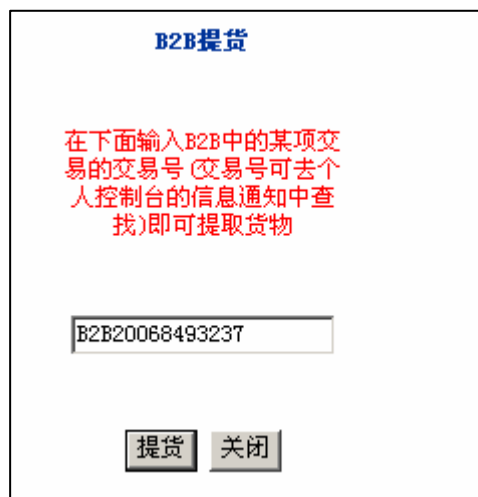 B2B提货
在下面输入B2B中的某项交
易的交易号(交易号可去个
人控制台的信息通知中查
找)即可提取货物
B2B20068493237
提货 关闭